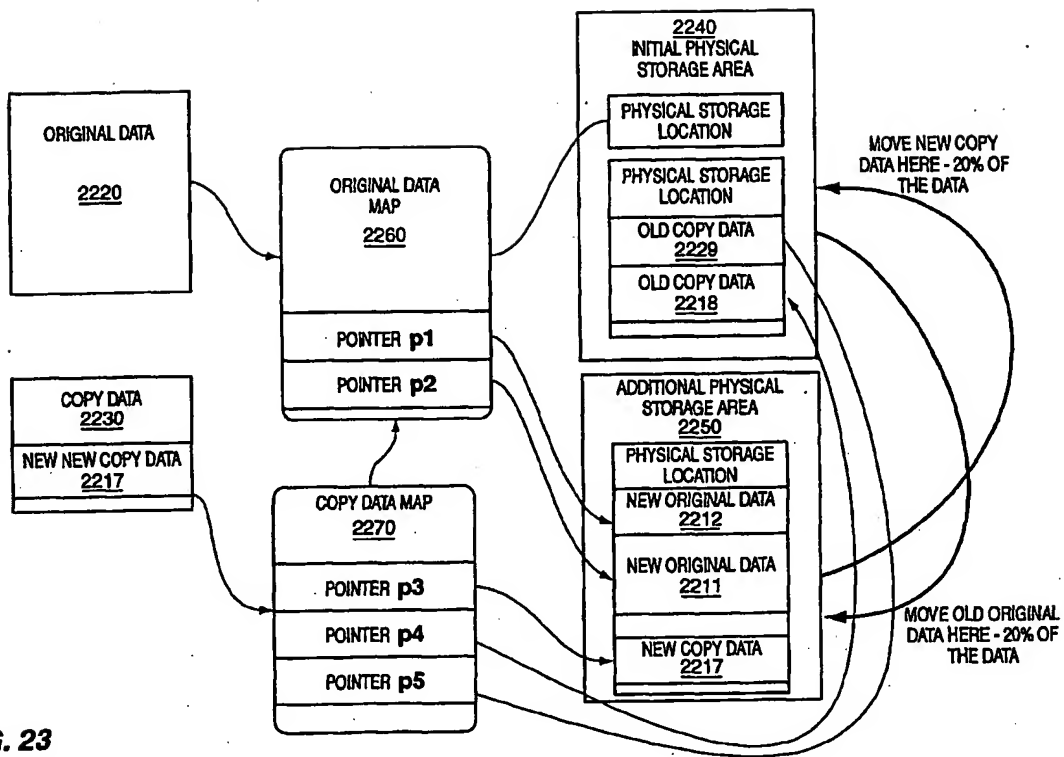 2240
INITIAL PHYSICAL
STORAGE AREA
PHYSICAL STORAGE
LOCATION
PHYSICAL STORAGE
LOCATION
OLD COPY DATA
2229
OLD COPY DATA
2218
ORIGINAL DATA
2220
ORIGINAL DATA
MAP
2260
POINTER p1
POINTER p2
MOVE NEW COPY
DATA HERE - 20% OF
THE DATA
COPY DATA
2230
NEW NEW COPY DATA
2217
COPY DATA MAP
2270
POINTER p3
POINTER p4
POINTER p5
ADDITIONAL PHYSICAL
STORAGE AREA
2250
PHYSICAL STORAGE
LOCATION
NEW ORIGINAL DATA
2212
NEW ORIGINAL DATA
2211
NEW COPY DATA
2217
MOVE OLD ORIGINAL
DATA HERE - 20% OF
THE DATA
. 23